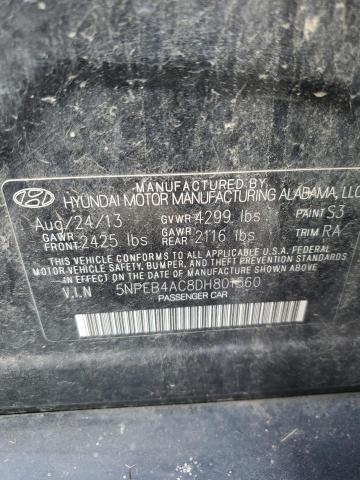 MANUFACTURED BY
HYUNDAI MOTOR MANUFACTURING ALABAMA, LLC
Aug/24/13 GVWR 4299 lbs PAINT S3
GAWR FRONT 2425 lbs GAWR REAR 2116 lbs TRIM RA
THIS VEHICLE CONFORMS TO ALL APPLICABLE U.S.A. FEDERAL
MOTOR VEHICLE SAFETY, BUMPER, AND THEFT PREVENTION STANDARDS
IN EFFECT ON THE DATE OF MANUFACTURE SHOWN ABOVE.
V.I.N 5NPEB4AC8DH801560
PASSENGER CAR